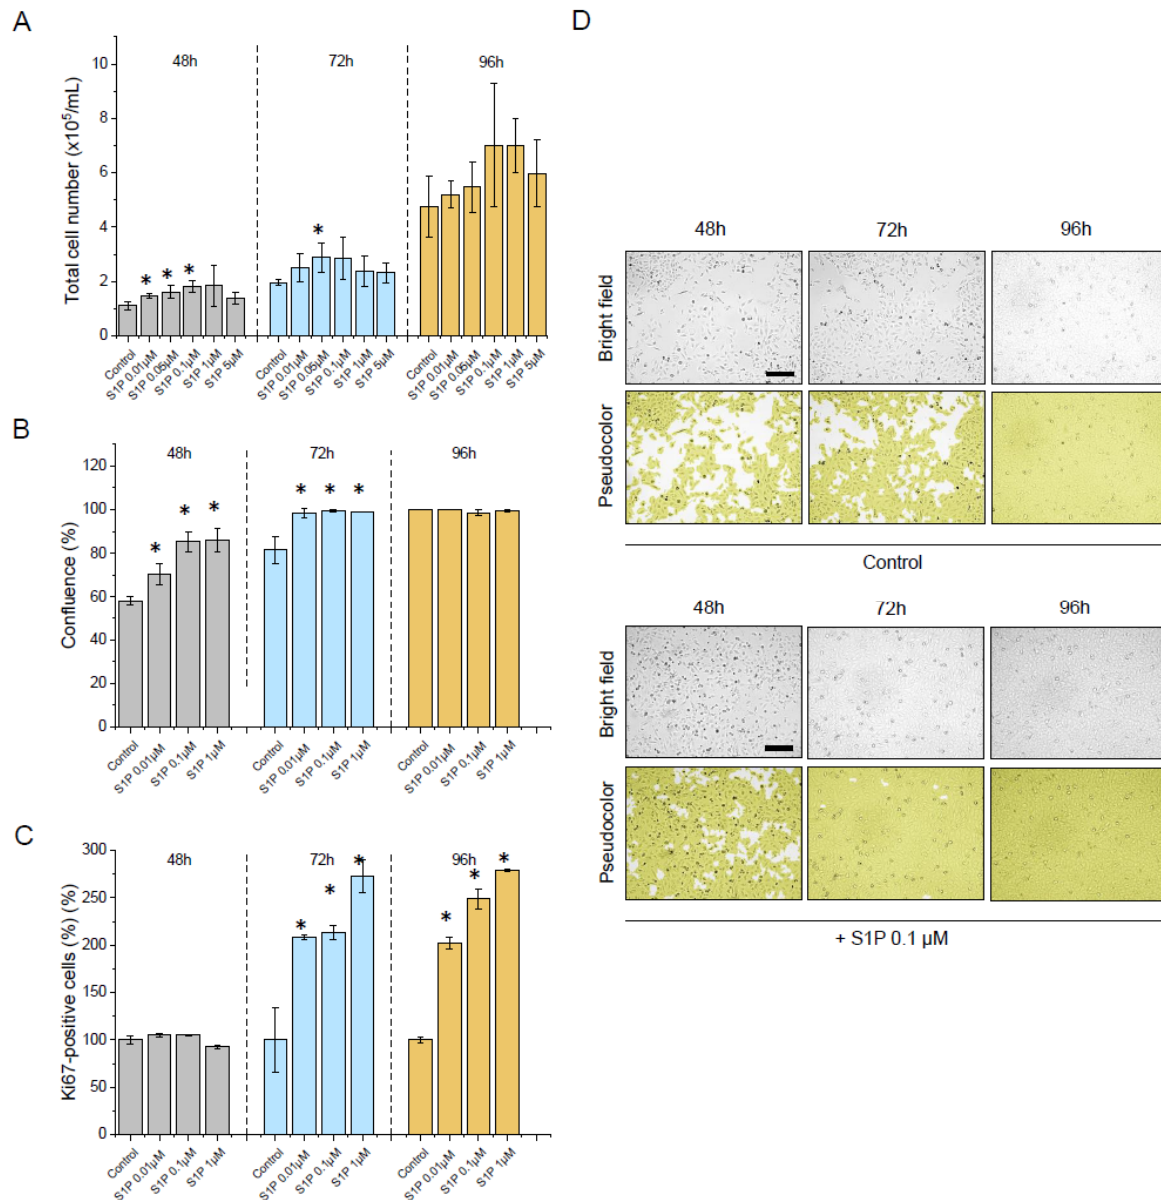 A
48h
72h
96h
Total cell number (x10⁵/mL)
10
8
6
4
2
0
Control
S1P 0.01µM
S1P 0.05µM
S1P 0.1µM
S1P 1µM
S1P 5µM
Control
S1P 0.01µM
S1P 0.05µM
S1P 0.1µM
S1P 1µM
S1P 5µM
Control
S1P 0.01µM
S1P 0.05µM
S1P 0.1µM
S1P 1µM
S1P 5µM
* * *
*
B
48h
72h
96h
Confluence (%)
120
100
80
60
40
20
0
* * *
* * *
Control
S1P 0.01µM
S1P 0.1µM
S1P 1µM
Control
S1P 0.01µM
S1P 0.1µM
S1P 1µM
Control
S1P 0.01µM
S1P 0.1µM
S1P 1µM
C
48h
72h
96h
Ki67-positive cells (%) (%)
300
250
200
150
100
50
0
* * *
* * *
Control
S1P 0.01µM
S1P 0.1µM
S1P 1µM
Control
S1P 0.01µM
S1P 0.1µM
S1P 1µM
Control
S1P 0.01µM
S1P 0.1µM
S1P 1µM
D
48h
72h
96h
Bright field
Pseudocolor
Control
48h
72h
96h
Bright field
Pseudocolor
+ S1P 0.1 µM